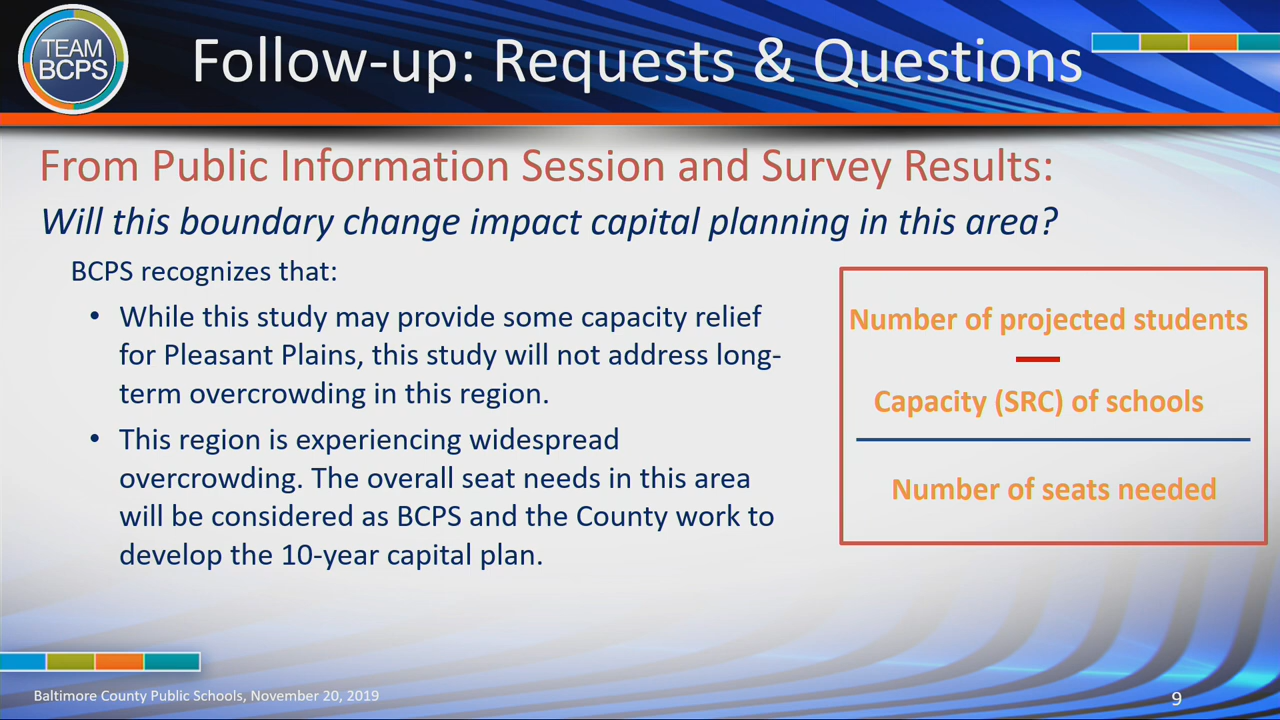 TEAM
BCPS
Follow-up: Requests & Questions
From Public Information Session and Survey Results:
Will this boundary change impact capital planning in this area?
BCPS recognizes that:
• While this study may provide some capacity relief
for Pleasant Plains, this study will not address long-
term overcrowding in this region.
• This region is experiencing widespread
overcrowding. The overall seat needs in this area
will be considered as BCPS and the County work to
develop the 10-year capital plan.
Number of projected students
—
Capacity (SRC) of schools
Number of seats needed
Baltimore County Public Schools, November 20, 2019
9